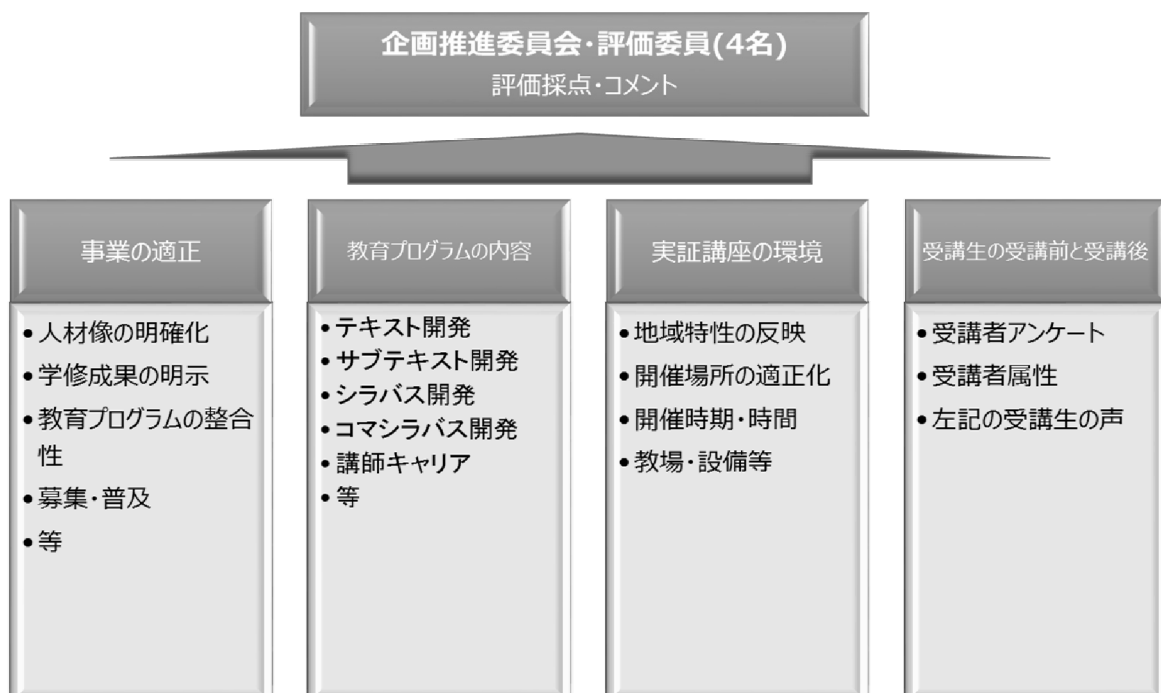 企画推進委員会・評価委員(4名)
評価採点・コメント
事業の適正
・人材像の明確化
・学修成果の明示
・教育プログラムの整合
性
・募集・普及
・等
教育プログラムの内容
・テキスト開発
・サブテキスト開発
・シラバス開発
・コマシラバス開発
・講師キャリア
・等
実証講座の環境
・地域特性の反映
・開催場所の適正化
・開催時期・時間
・教場・設備等
受講生の受講前と受講後
・受講者アンケート
・受講者属性
・左記の受講生の声